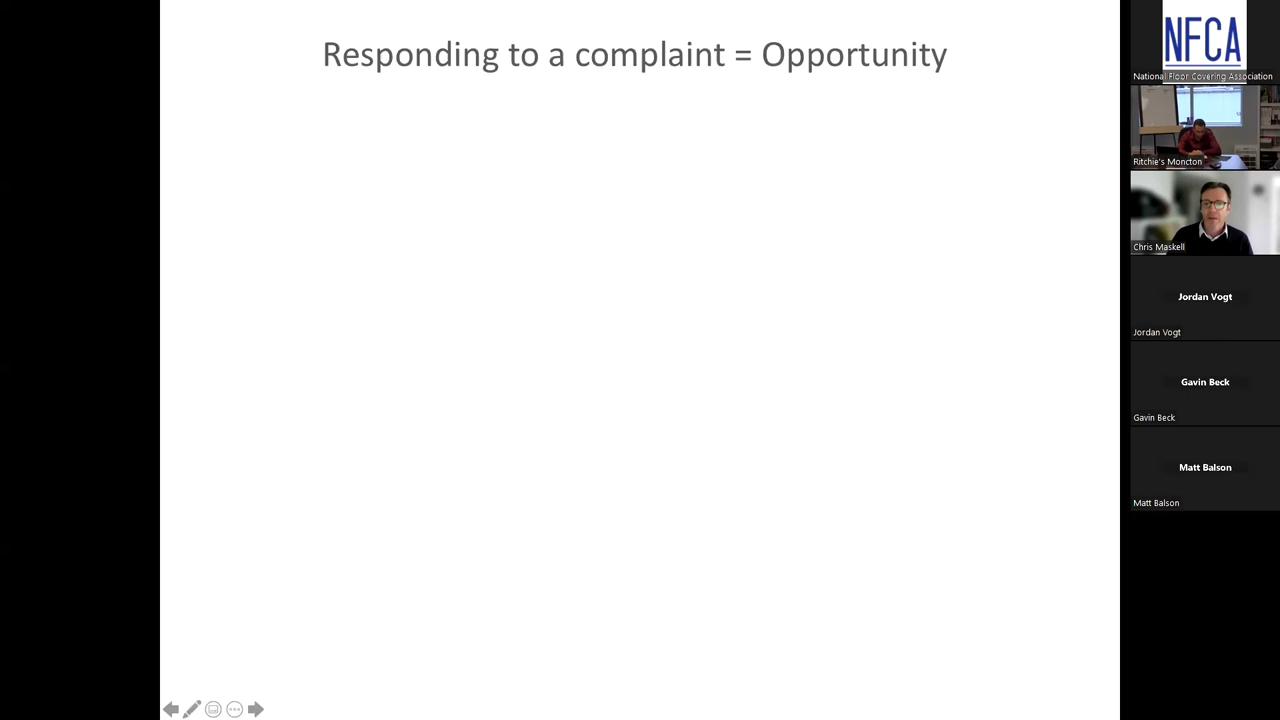 Responding to a complaint = Opportunity
NFCA
National Floor Covering Association
Ritchie's Moncton
Chris Maskell
Jordan Vogt
Jordan Vogt
Gavin Beck
Gavin Beck
Matt Balson
Matt Balson